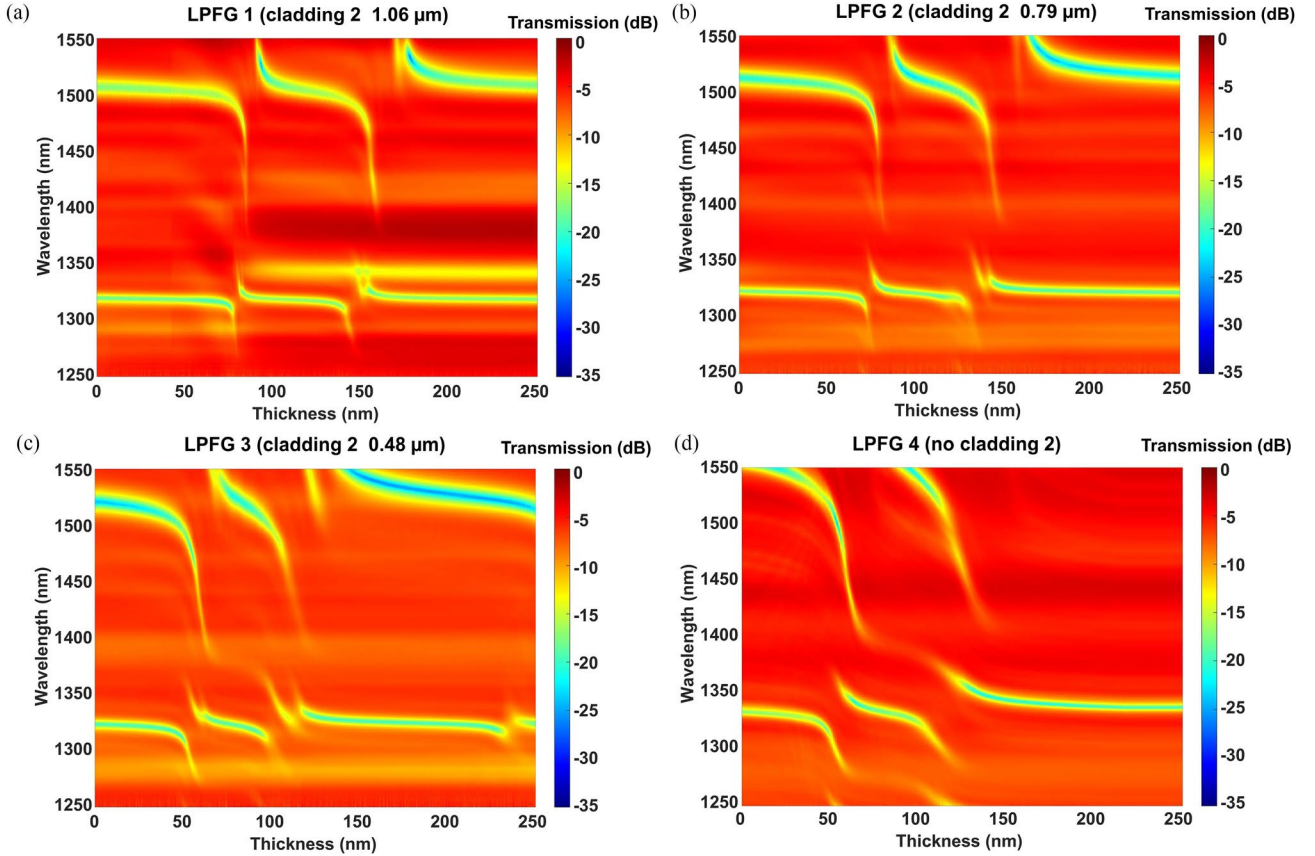 (a)
LPFG 1 (cladding 2 1.06 µm)
Transmission (dB)
Wavelength (nm)
1550
1500
1450
1400
1350
1300
1250
0 50 100 150 200 250
Thickness (nm)
0
-5
-10
-15
-20
-25
-30
-35
(b)
LPFG 2 (cladding 2 0.79 µm)
Transmission (dB)
Wavelength (nm)
1550
1500
1450
1400
1350
1300
1250
0 50 100 150 200 250
Thickness (nm)
0
-5
-10
-15
-20
-25
-30
-35
(c)
LPFG 3 (cladding 2 0.48 µm)
Transmission (dB)
Wavelength (nm)
1550
1500
1450
1400
1350
1300
1250
0 50 100 150 200 250
Thickness (nm)
0
-5
-10
-15
-20
-25
-30
-35
(d)
LPFG 4 (no cladding 2)
Transmission (dB)
Wavelength (nm)
1550
1500
1450
1400
1350
1300
1250
0 50 100 150 200 250
Thickness (nm)
0
-5
-10
-15
-20
-25
-30
-35